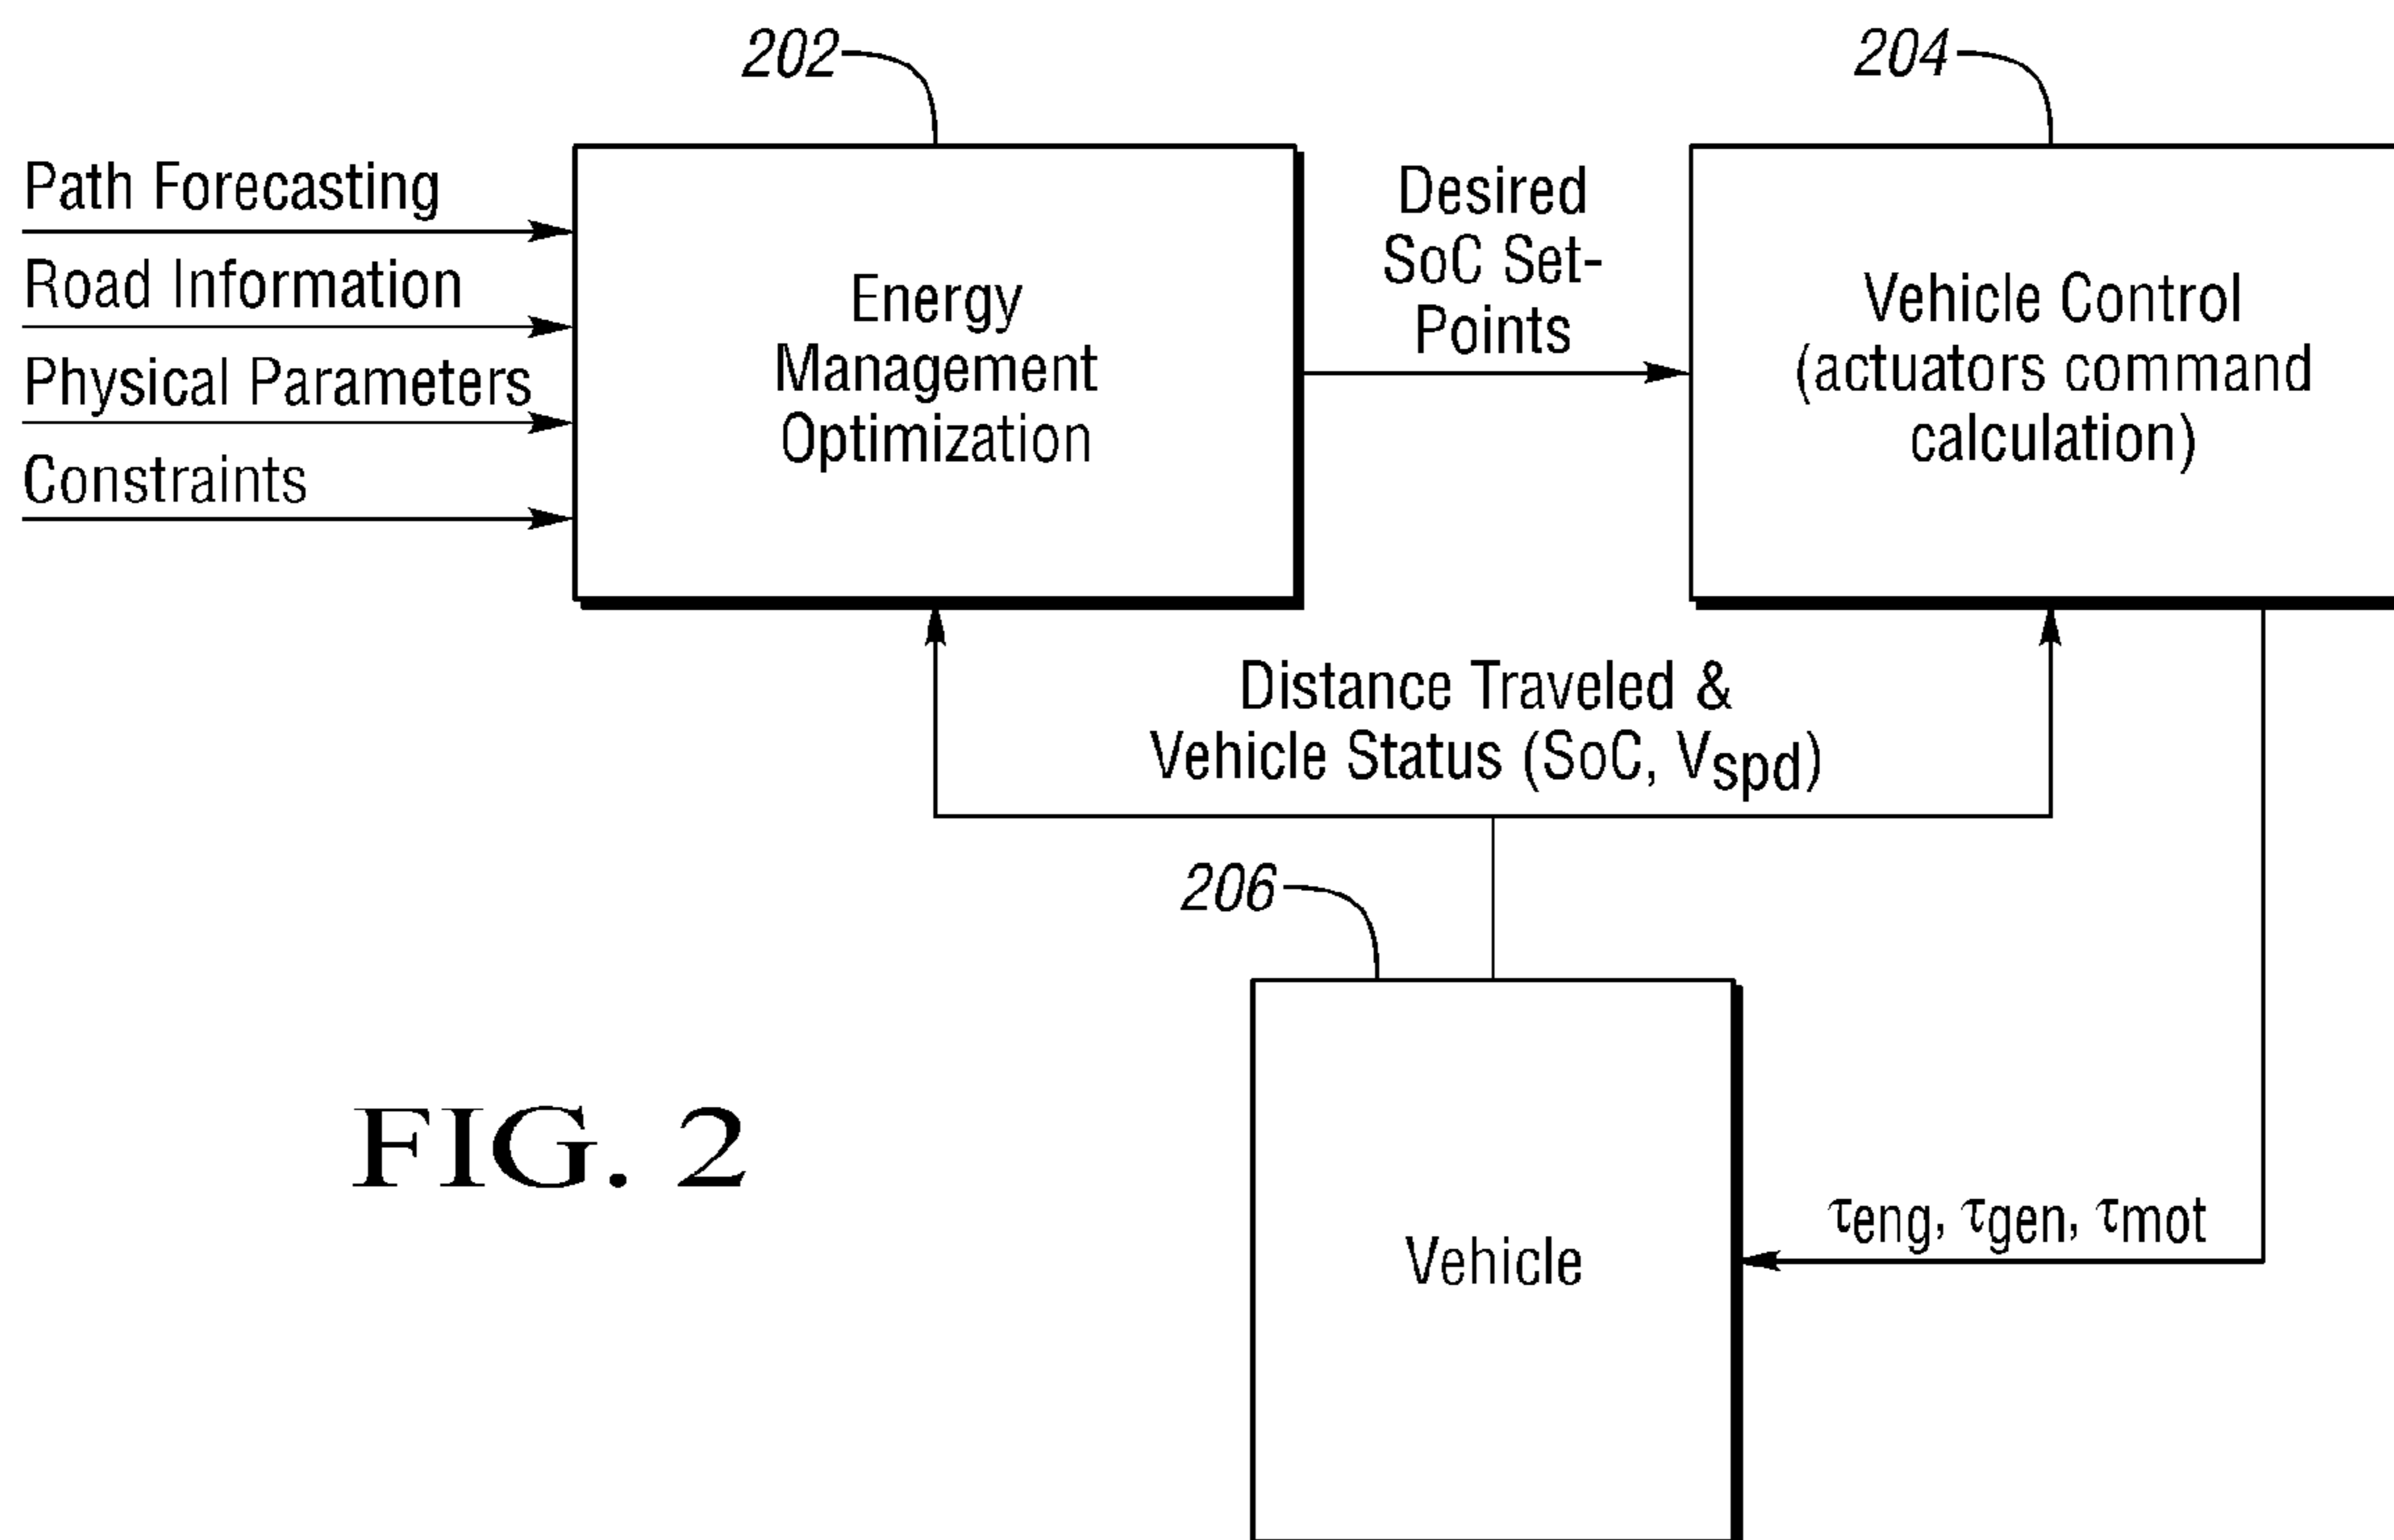 202
204
Path Forecasting
Road Information
Physical Parameters
Constraints
Energy
Management
Optimization
Desired
SoC Set-
Points
Vehicle Control
(actuators command
calculation)
Distance Traveled &
Vehicle Status (SoC, Vspd)
206
Vehicle
τeng, τgen, τmot
FIG. 2